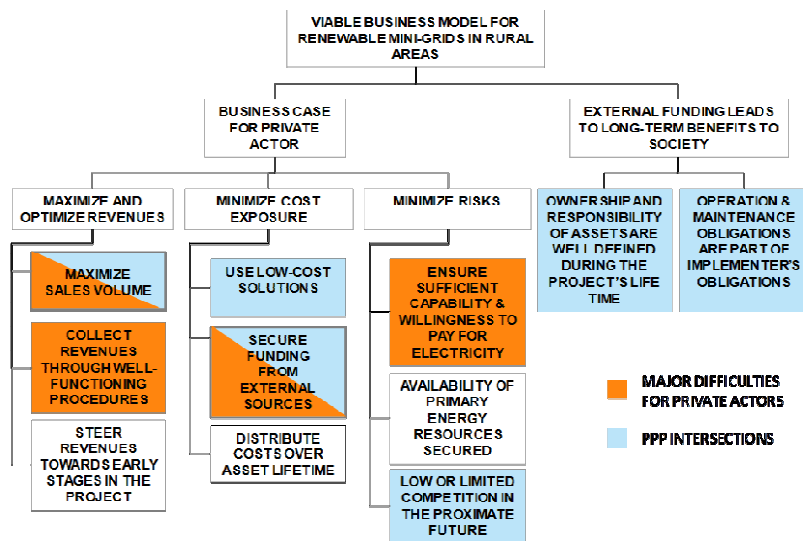 VIABLE BUSINESS MODEL FOR
RENEWABLE MINI-GRIDS IN RURAL
AREAS
BUSINESS CASE
FOR PRIVATE
ACTOR
EXTERNAL FUNDING LEADS
TO LONG-TERM BENEFITS TO
SOCIETY
MAXIMIZE AND
OPTIMIZE REVENUES
MINIMIZE COST
EXPOSURE
MINIMIZE RISKS
OWNERSHIP AND
RESPONSIBILITY
OF ASSETS ARE
WELL DEFINED
DURING THE
PROJECT'S LIFE
TIME
OPERATION &
MAINTENANCE
OBLIGATIONS
ARE PART OF
IMPLEMENTER'S
OBLIGATIONS
MAXIMIZE
SALES VOLUME
COLLECT
REVENUES
THROUGH WELL-
FUNCTIONING
PROCEDURES
STEER
REVENUES
TOWARDS EARLY
STAGES IN THE
PROJECT
USE LOW-COST
SOLUTIONS
SECURE
FUNDING
FROM
EXTERNAL
SOURCES
DISTRIBUTE
COSTS OVER
ASSET LIFETIME
ENSURE
SUFFICIENT
CAPABILITY &
WILLINGNESS TO
PAY FOR
ELECTRICITY
AVAILABILITY OF
PRIMARY
ENERGY
RESOURCES
SECURED
LOW OR LIMITED
COMPETITION IN
THE PROXIMATE
FUTURE
MAJOR DIFFICULTIES
FOR PRIVATE ACTORS
PPP INTERSECTIONS